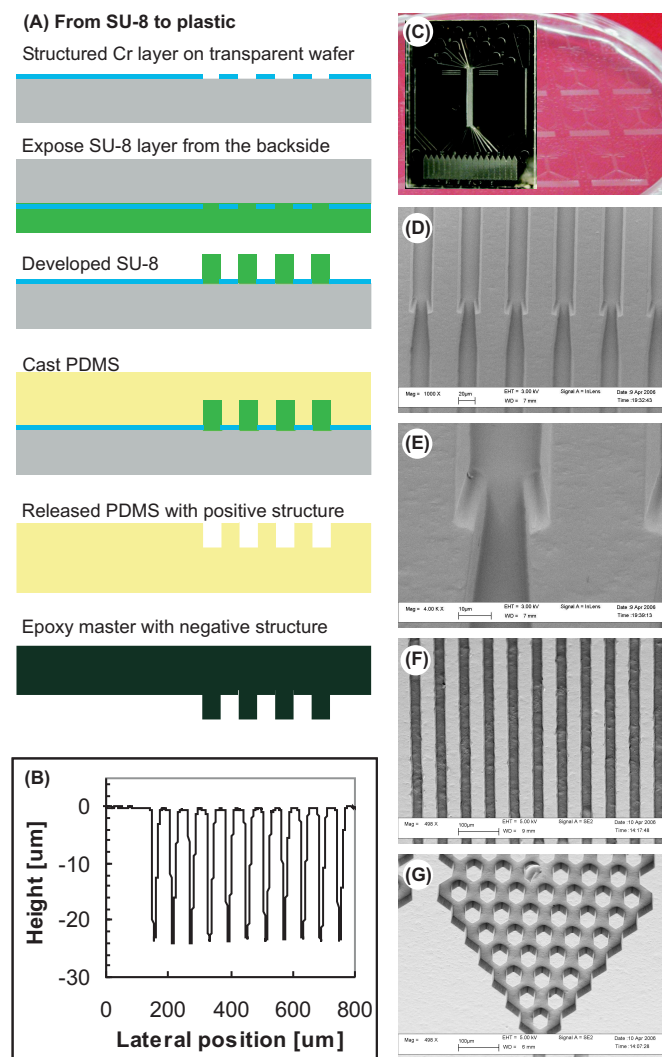 (A) From SU-8 to plastic
Structured Cr layer on transparent wafer
Expose SU-8 layer from the backside
Developed SU-8
Cast PDMS
Released PDMS with positive structure
Epoxy master with negative structure
(B)
Height [um]
0
-10
-20
-30
0
200
400
600
800
Lateral position [um]
(C)
(D)
Mag = 1000 X
20µm
EHT = 3.00 kV
WD = 7 mm
Signal A = InLens
Date :9 Apr 2006
Time :19:32:43
(E)
Mag = 4.00 K X
10µm
EHT = 3.00 kV
WD = 7 mm
Signal A = InLens
Date :9 Apr 2006
Time :19:39:13
(F)
Mag = 498 X
100µm
EHT = 5.00 kV
WD = 9 mm
Signal A = SE2
Date :10 Apr 2006
Time :14:17:48
(G)
Mag = 498 X
100µm
EHT = 5.00 kV
WD = 6 mm
Signal A = SE2
Date :10 Apr 2006
Time :14:07:28